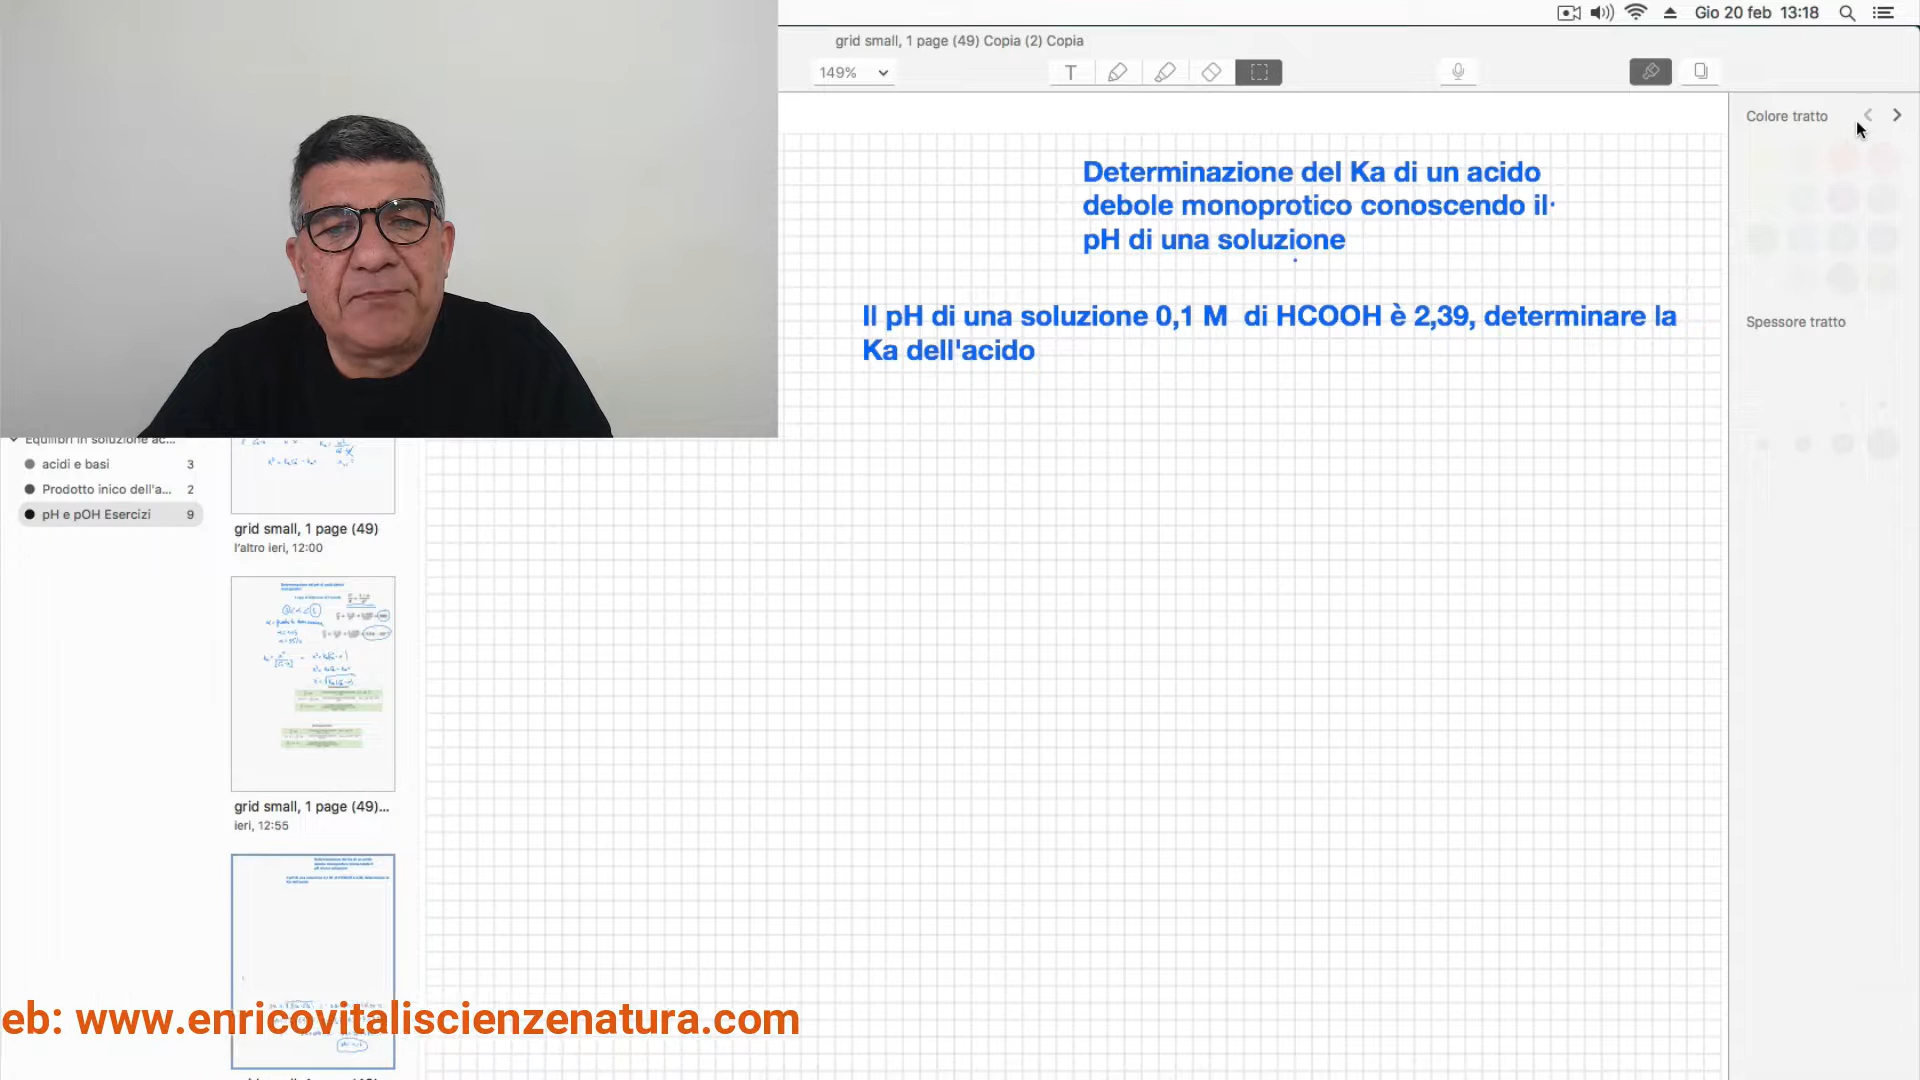 Gio 20 feb 13:18
grid small, 1 page (49) Copia (2) Copia
149%
T
Colore tratto
Determinazione del Ka di un acido
debole monoprotico conoscendo il
pH di una soluzione
Il pH di una soluzione 0,1 M di HCOOH è 2,39, determinare la
Ka dell'acido
Spessore tratto
Equilibri in soluzione ac...
acidi e basi 3
Prodotto inico dell'a... 2
pH e pOH Esercizi 9
grid small, 1 page (49)
l'altro ieri, 12:00
grid small, 1 page (49)...
ieri, 12:55
eb: www.enricovitaliscienzenatura.com